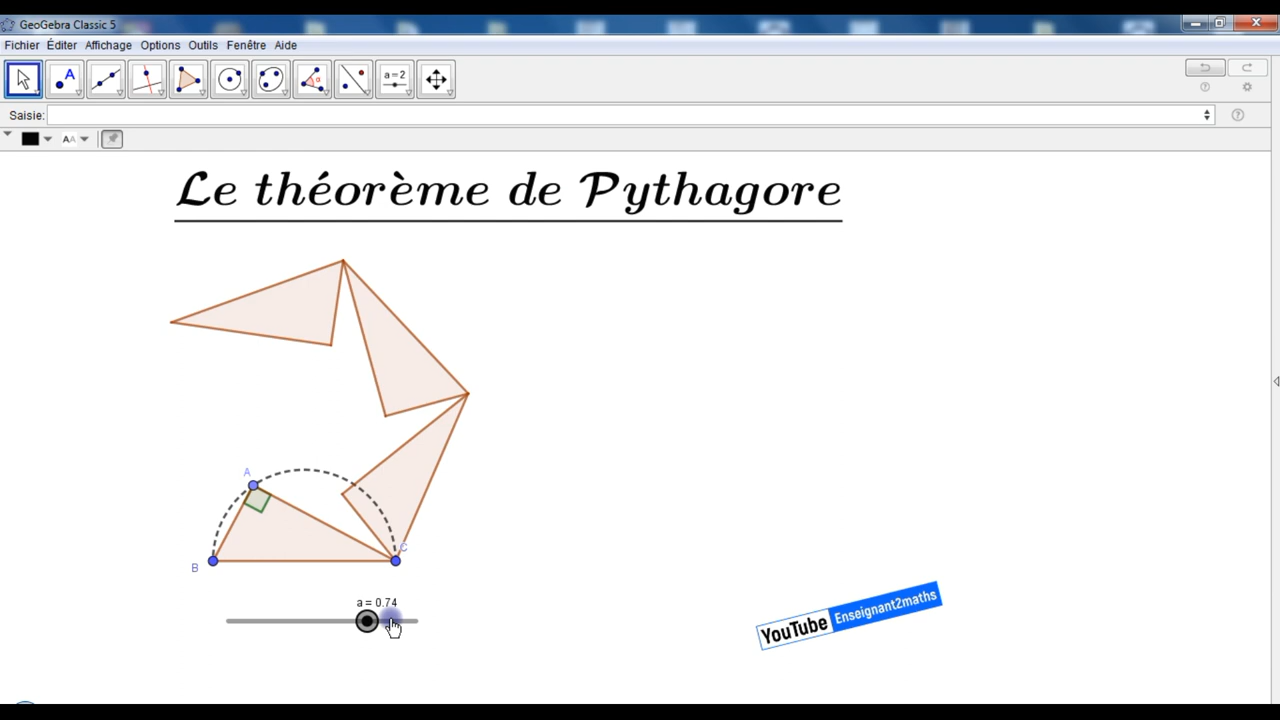 GeoGebra Classic 5
Fichier Éditer Affichage Options Outils Fenêtre Aide
A a=2
Saisie:
AA
Le théorème de Pythagore
A
C
B
a = 0.74
YouTube Enseignant2maths